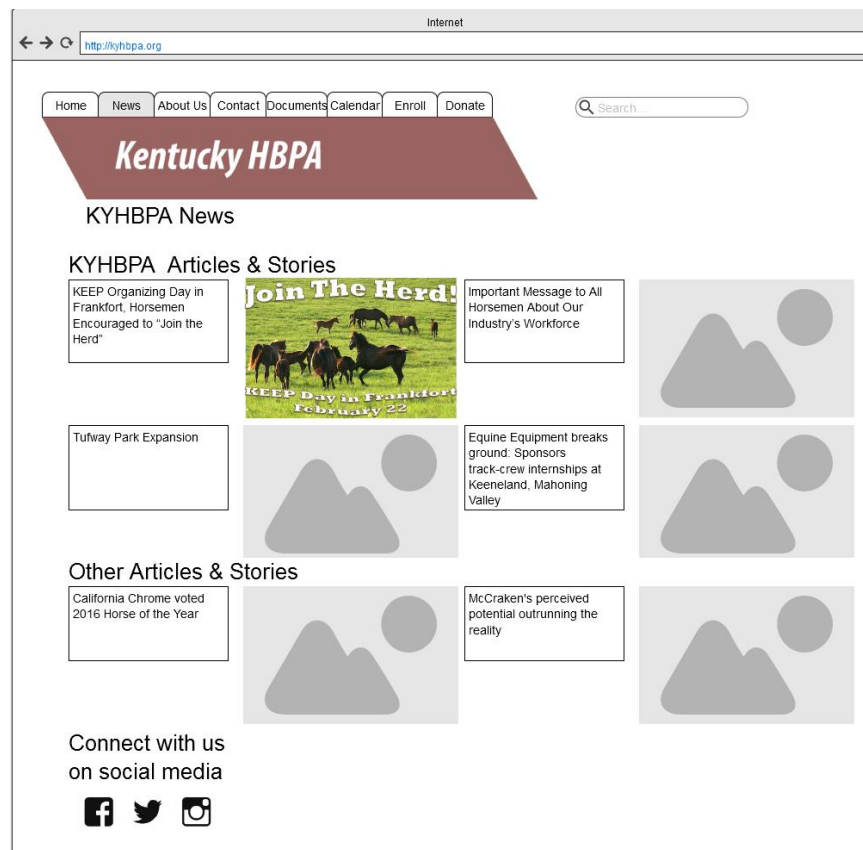 Internet
http://kyhbpa.org
Home News About Us Contact Documents Calendar Enroll Donate
Search...
Kentucky HBPA
KYHBPA News
KYHBPA Articles & Stories
KEEP Organizing Day in
Frankfort, Horsemen
Encouraged to "Join the
Herd"
Join The Herd!
KEEP Day in Frankfort
February 22
Important Message to All
Horsemen About Our
Industry's Workforce
Tufway Park Expansion
Equine Equipment breaks
ground: Sponsors
track-crew internships at
Keeneland, Mahoning
Valley
Other Articles & Stories
California Chrome voted
2016 Horse of the Year
McCraken's perceived
potential outrunning the
reality
Connect with us
on social media